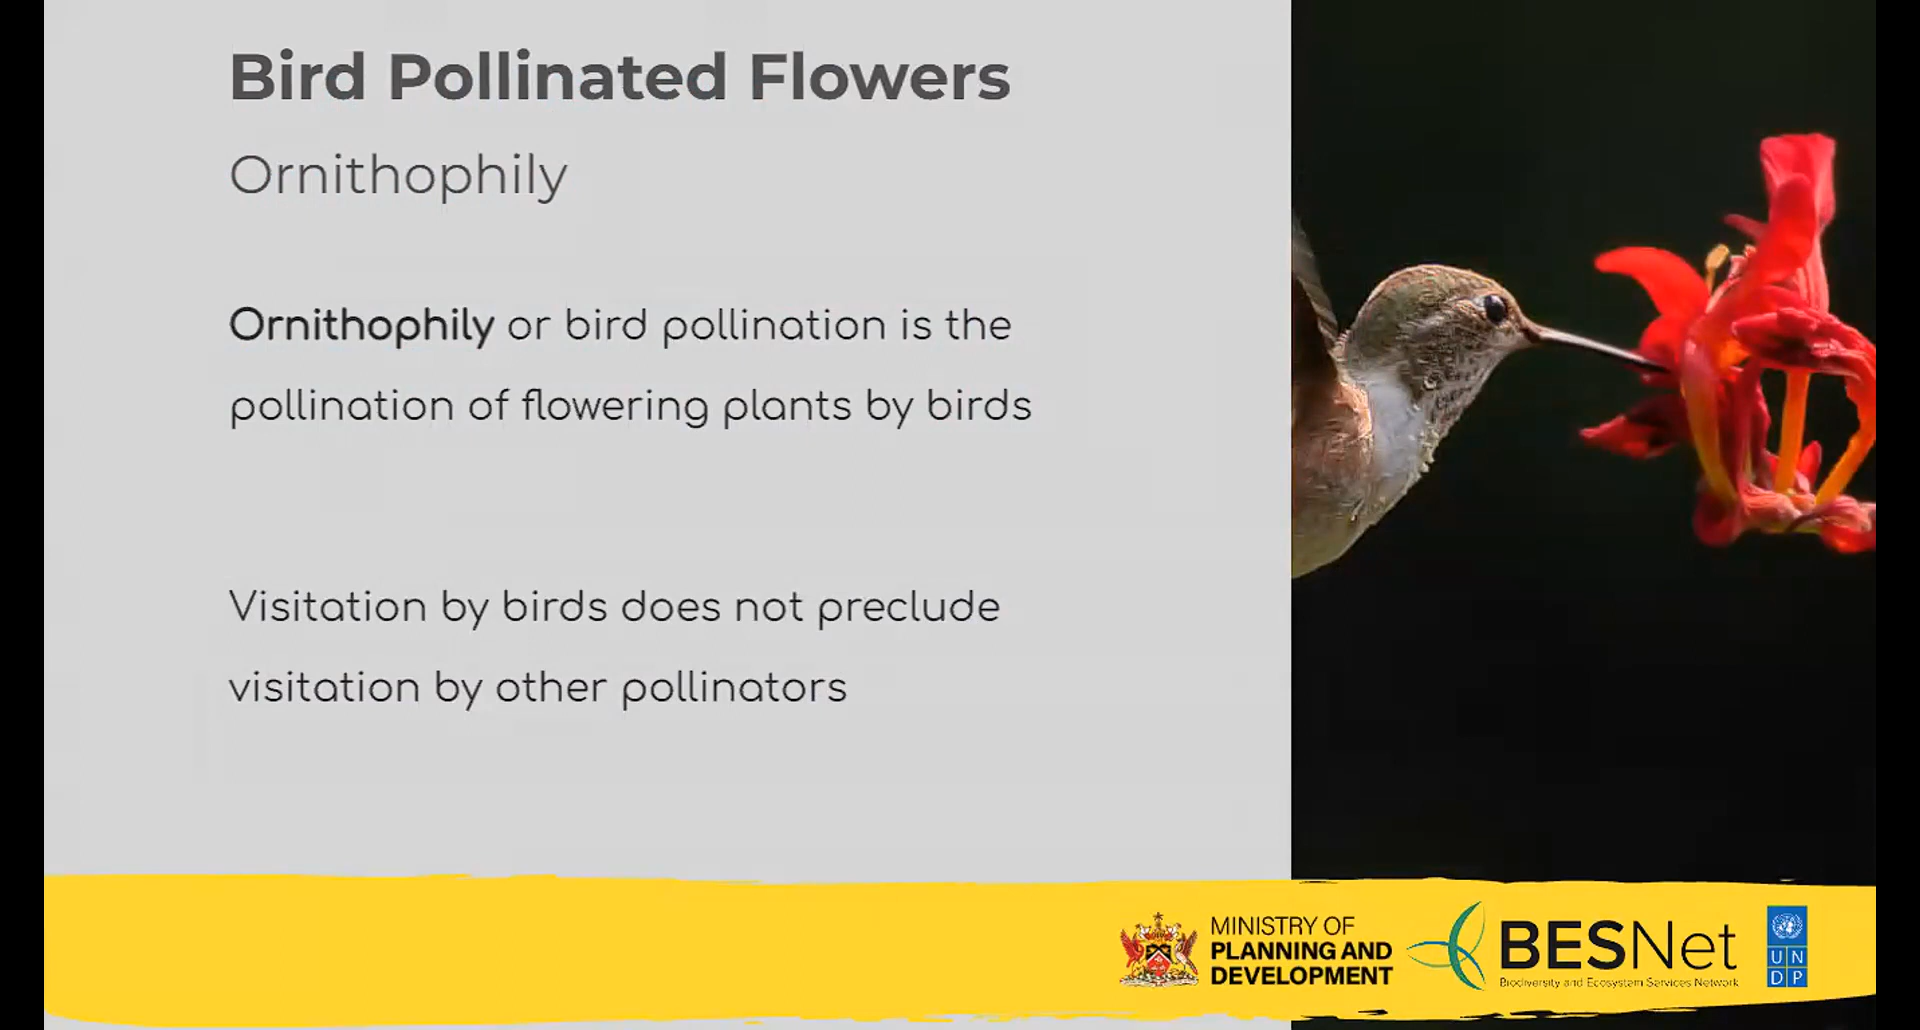 Bird Pollinated Flowers
Ornithophily
Ornithophily or bird pollination is the
pollination of flowering plants by birds
Visitation by birds does not preclude
visitation by other pollinators
MINISTRY OF
PLANNING AND
DEVELOPMENT
BESNet
Biodiversity and Ecosystem Services Network
UN
DP